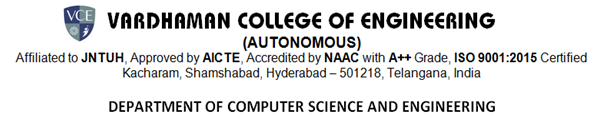 VCE
VARDHAMAN COLLEGE OF ENGINEERING
(AUTONOMOUS)
Affiliated to JNTUH, Approved by AICTE, Accredited by NAAC with A++ Grade, ISO 9001:2015 Certified
Kacharam, Shamshabad, Hyderabad – 501218, Telangana, India
DEPARTMENT OF COMPUTER SCIENCE AND ENGINEERING